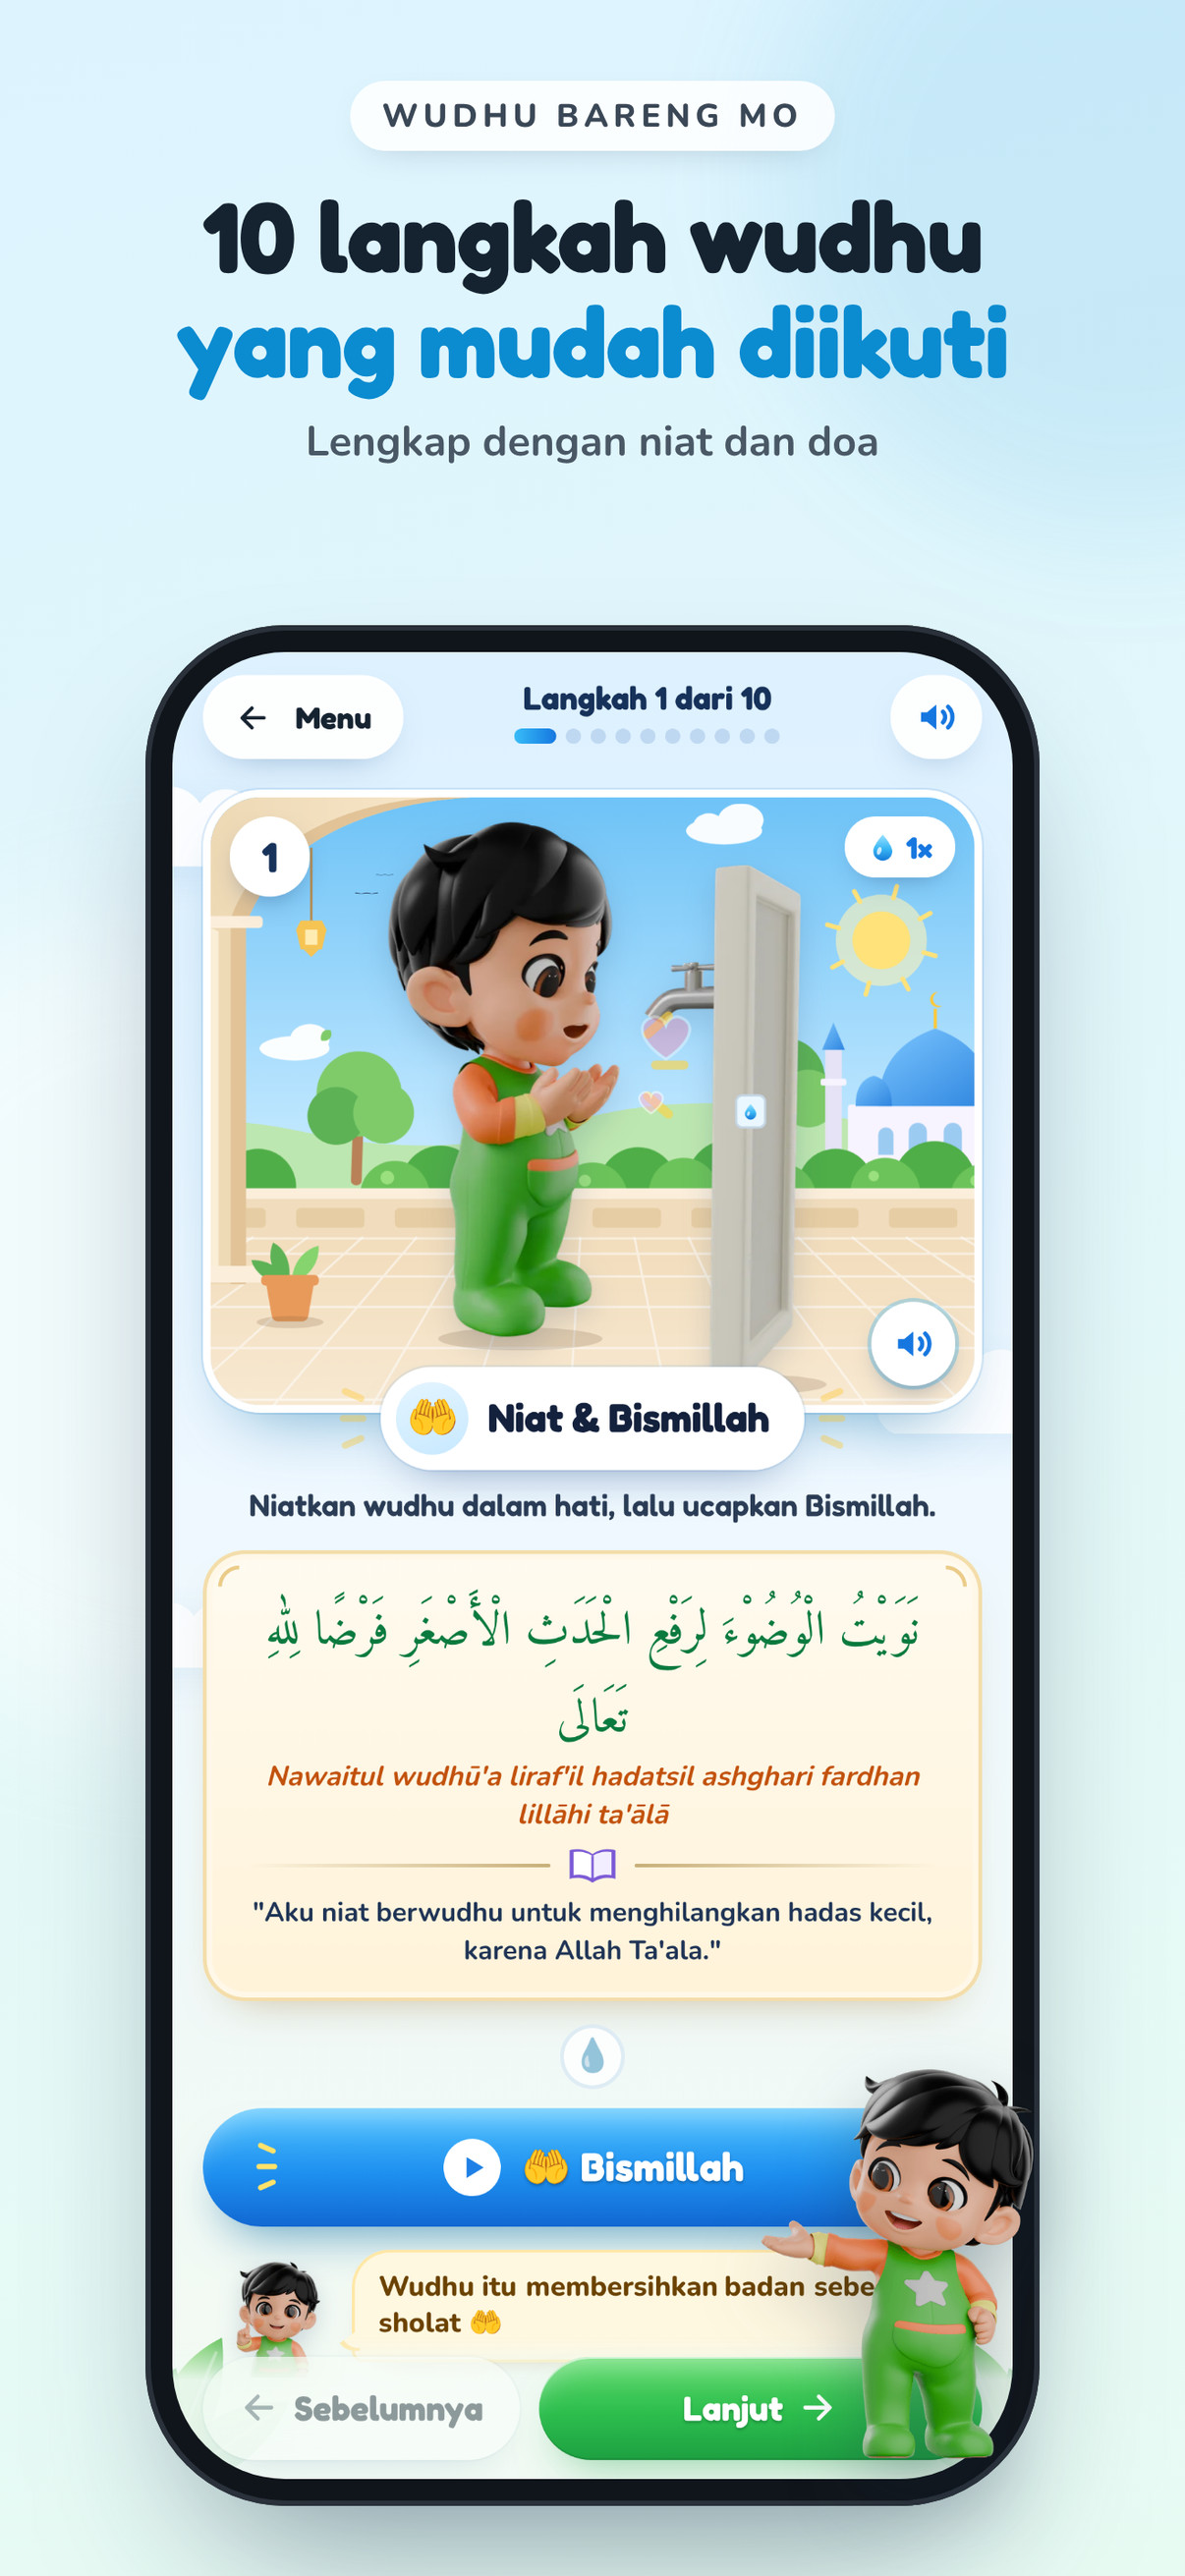 WUDHU BARENG MO
10 langkah wudhu
yang mudah diikuti
Lengkap dengan niat dan doa
← Menu
Langkah 1 dari 10
1
💧 1x
🤲 Niat & Bismillah
Niatkan wudhu dalam hati, lalu ucapkan Bismillah.
نَوَيْتُ الْوُضُوْءَ لِرَفْعِ الْحَدَثِ الْأَصْغَرِ فَرْضًا لِلّٰهِ
تَعَالَى
Nawaitul wudhū'a liraf'il hadatsil ashghari fardhan
lillāhi ta'ālā
"Aku niat berwudhu untuk menghilangkan hadas kecil,
karena Allah Ta'ala."
🤲 Bismillah
Wudhu itu membersihkan badan sebe
sholat 🤲
← Sebelumnya
Lanjut →